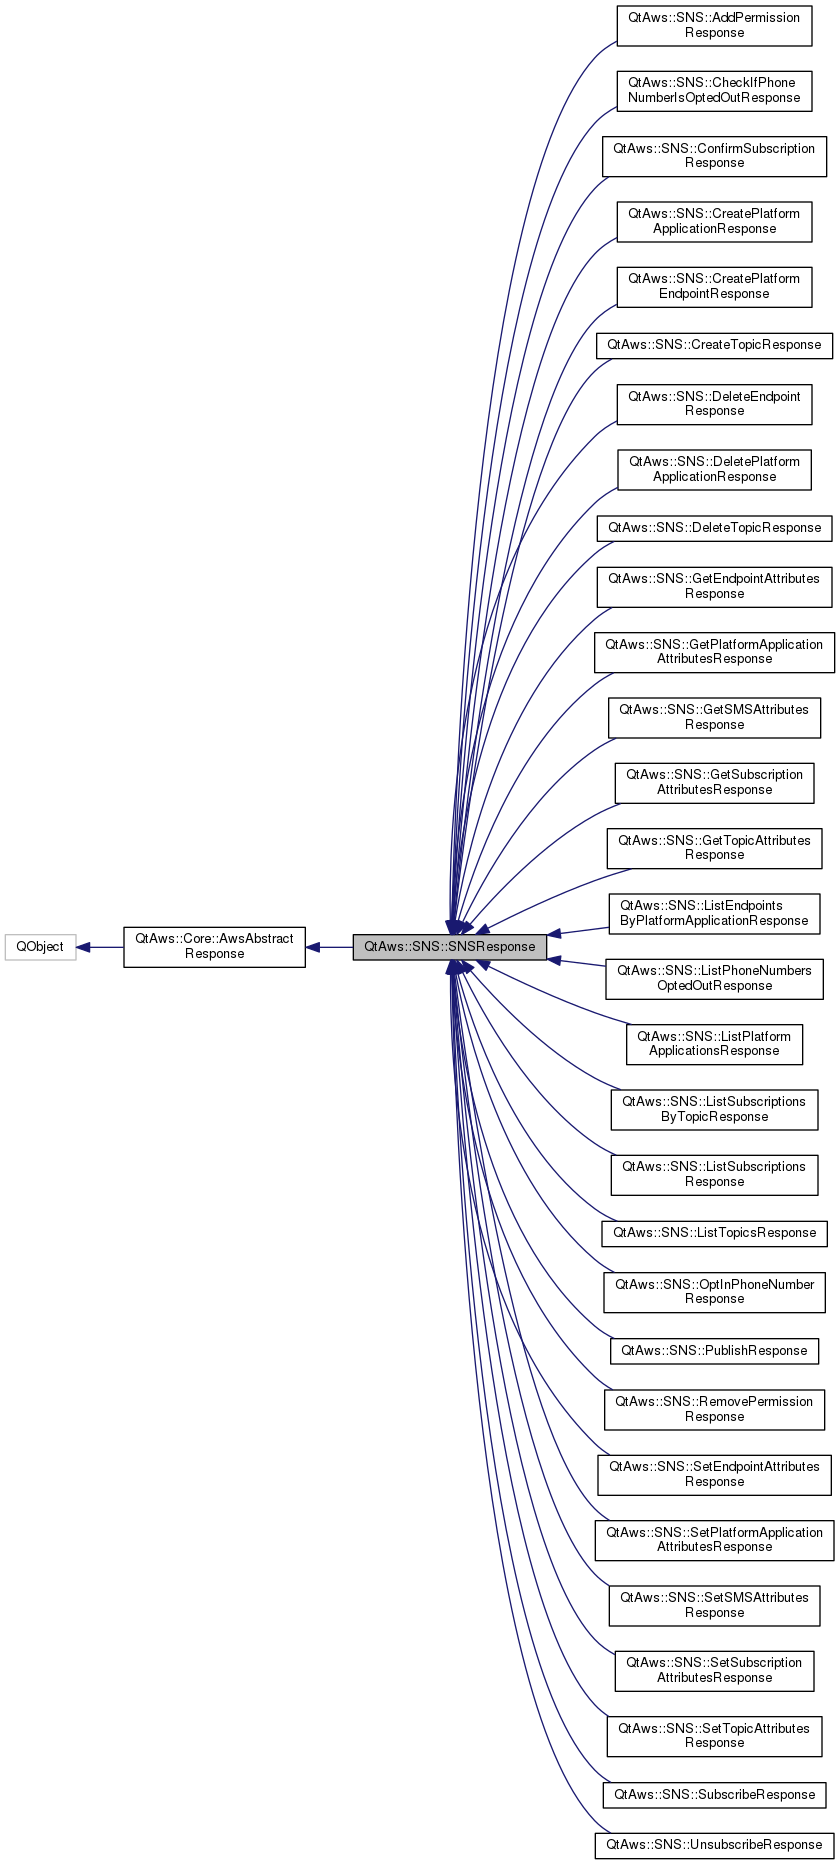 QObject
QtAws::Core::AwsAbstract
Response
QtAws::SNS::SNSResponse
QtAws::SNS::AddPermission
Response
QtAws::SNS::CheckIfPhone
NumberIsOptedOutResponse
QtAws::SNS::ConfirmSubscription
Response
QtAws::SNS::CreatePlatform
ApplicationResponse
QtAws::SNS::CreatePlatform
EndpointResponse
QtAws::SNS::CreateTopicResponse
QtAws::SNS::DeleteEndpoint
Response
QtAws::SNS::DeletePlatform
ApplicationResponse
QtAws::SNS::DeleteTopicResponse
QtAws::SNS::GetEndpointAttributes
Response
QtAws::SNS::GetPlatformApplication
AttributesResponse
QtAws::SNS::GetSMSAttributes
Response
QtAws::SNS::GetSubscription
AttributesResponse
QtAws::SNS::GetTopicAttributes
Response
QtAws::SNS::ListEndpoints
ByPlatformApplicationResponse
QtAws::SNS::ListPhoneNumbers
OptedOutResponse
QtAws::SNS::ListPlatform
ApplicationsResponse
QtAws::SNS::ListSubscriptions
ByTopicResponse
QtAws::SNS::ListSubscriptions
Response
QtAws::SNS::ListTopicsResponse
QtAws::SNS::OptInPhoneNumber
Response
QtAws::SNS::PublishResponse
QtAws::SNS::RemovePermission
Response
QtAws::SNS::SetEndpointAttributes
Response
QtAws::SNS::SetPlatformApplication
AttributesResponse
QtAws::SNS::SetSMSAttributes
Response
QtAws::SNS::SetSubscription
AttributesResponse
QtAws::SNS::SetTopicAttributes
Response
QtAws::SNS::SubscribeResponse
QtAws::SNS::UnsubscribeResponse